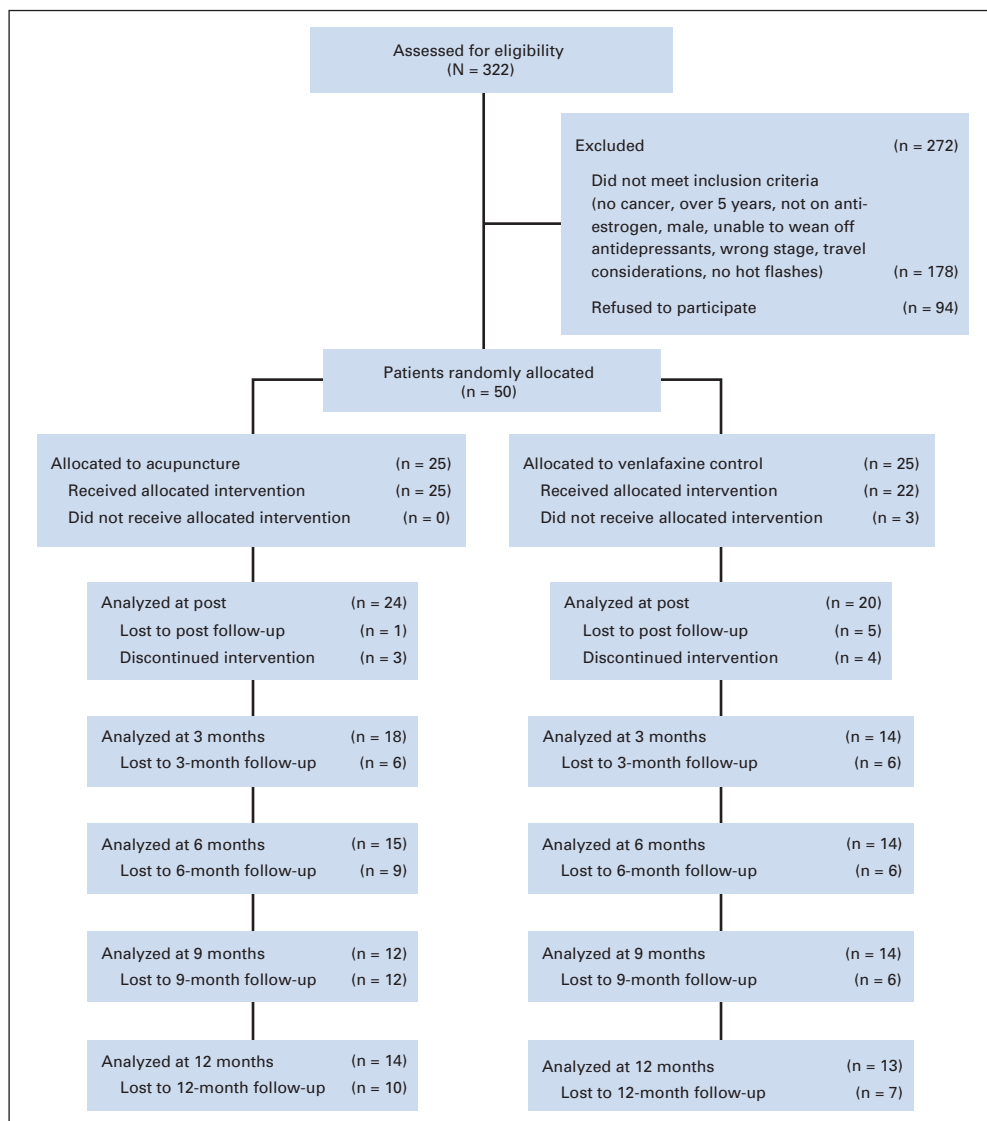 Assessed for eligibility
(N = 322)
Excluded (n = 272)
Did not meet inclusion criteria
(no cancer, over 5 years, not on anti-
estrogen, male, unable to wean off
antidepressants, wrong stage, travel
considerations, no hot flashes) (n = 178)
Refused to participate (n = 94)
Patients randomly allocated
(n = 50)
Allocated to acupuncture (n = 25)
Received allocated intervention (n = 25)
Did not receive allocated intervention (n = 0)
Allocated to venlafaxine control (n = 25)
Received allocated intervention (n = 22)
Did not receive allocated intervention (n = 3)
Analyzed at post (n = 24)
Lost to post follow-up (n = 1)
Discontinued intervention (n = 3)
Analyzed at post (n = 20)
Lost to post follow-up (n = 5)
Discontinued intervention (n = 4)
Analyzed at 3 months (n = 18)
Lost to 3-month follow-up (n = 6)
Analyzed at 3 months (n = 14)
Lost to 3-month follow-up (n = 6)
Analyzed at 6 months (n = 15)
Lost to 6-month follow-up (n = 9)
Analyzed at 6 months (n = 14)
Lost to 6-month follow-up (n = 6)
Analyzed at 9 months (n = 12)
Lost to 9-month follow-up (n = 12)
Analyzed at 9 months (n = 14)
Lost to 9-month follow-up (n = 6)
Analyzed at 12 months (n = 14)
Lost to 12-month follow-up (n = 10)
Analyzed at 12 months (n = 13)
Lost to 12-month follow-up (n = 7)